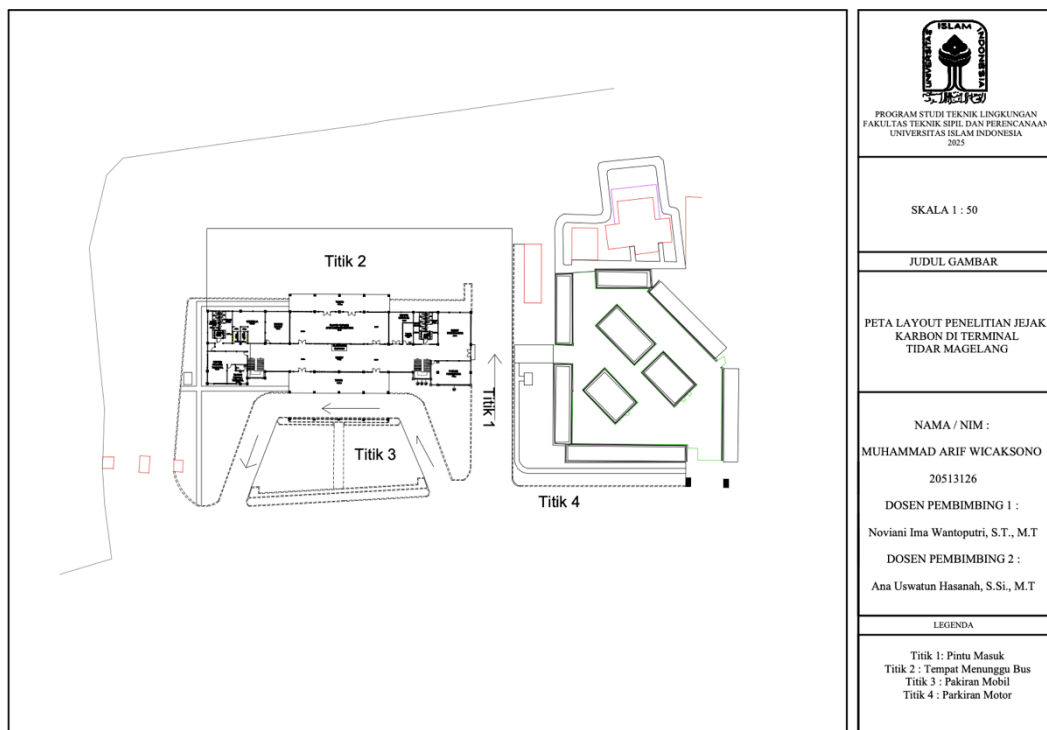 Titik 2
Titik 1
Titik 3
Titik 4
UNIVERSITAS
ISLAM
INDONESIA
PROGRAM STUDI TEKNIK LINGKUNGAN
FAKULTAS TEKNIK SIPIL DAN PERENCANAAN
UNIVERSITAS ISLAM INDONESIA
2025
SKALA 1 : 50
JUDUL GAMBAR
PETA LAYOUT PENELITIAN JEJAK
KARBON DI TERMINAL
TIDAR MAGELANG
NAMA / NIM :
MUHAMMAD ARIF WICAKSONO
20513126
DOSEN PEMBIMBING 1 :
Noviani Ima Wantoputri, S.T., M.T
DOSEN PEMBIMBING 2 :
Ana Uswatun Hasanah, S.Si., M.T
LEGENDA
Titik 1: Pintu Masuk
Titik 2 : Tempat Menunggu Bus
Titik 3 : Pakiran Mobil
Titik 4 : Parkiran Motor